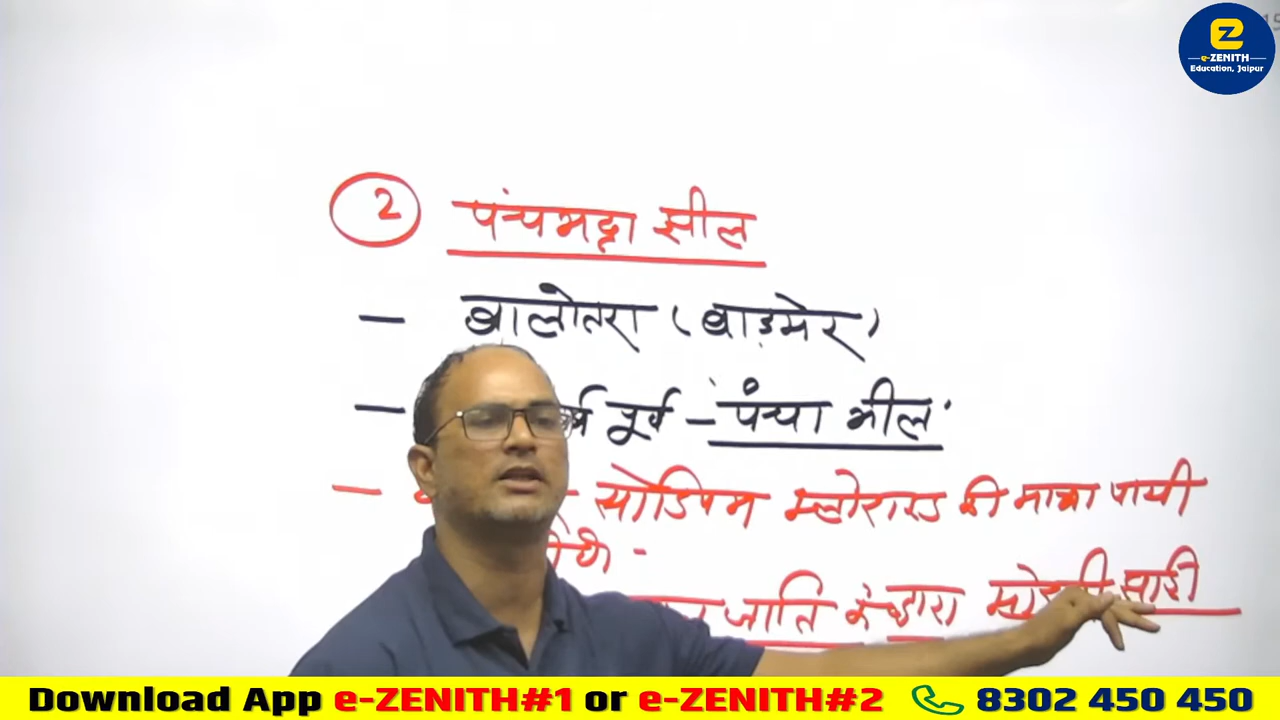 e-ZENITH
Education, Jaipur
2 पंचभद्रा झील
— बालोतरा (बाड़मेर)
— पूर्व – पंचा भील
— सोडियम क्लोराइड की मात्रा पायी
जाति के द्वारा झाड़ी
Download App e-ZENITH#1 or e-ZENITH#2 8302 450 450